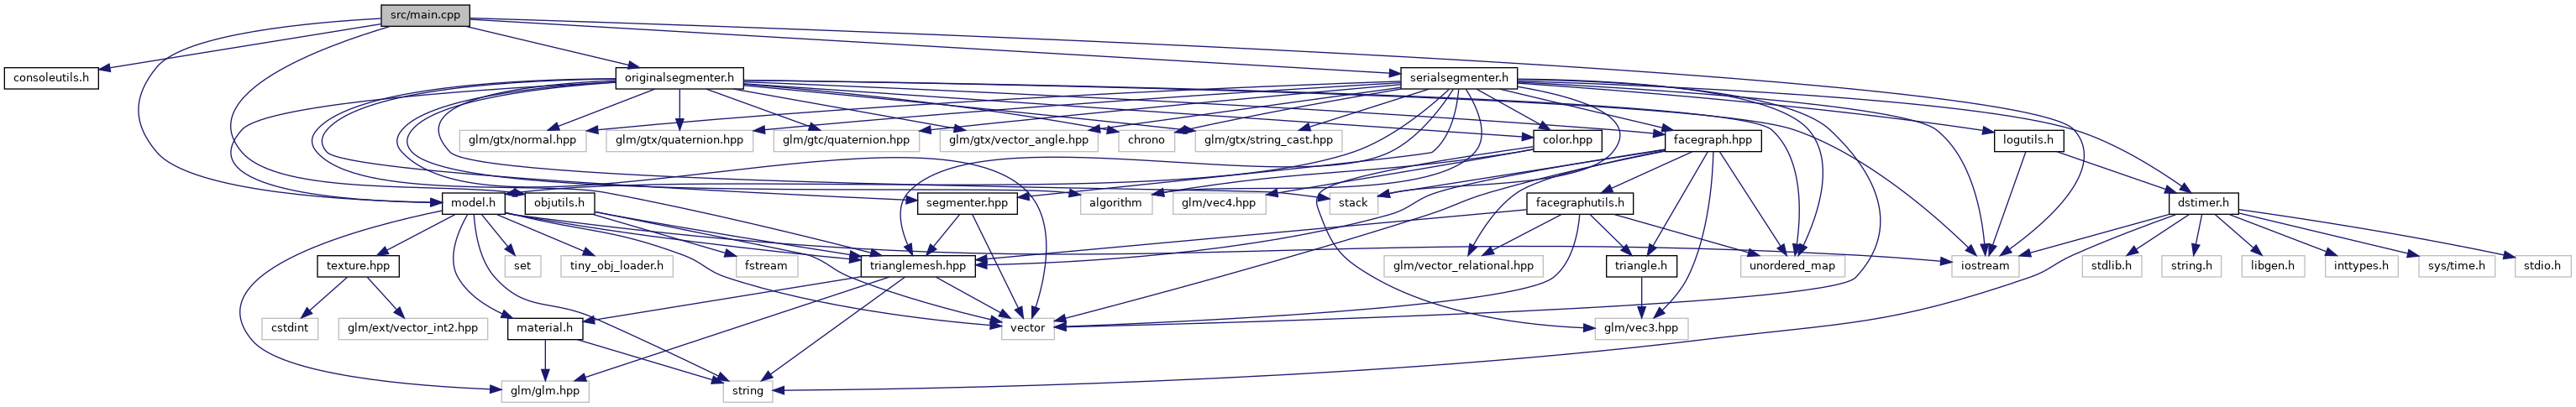 src/main.cpp
consoleutils.h
originalsegmenter.h
serialsegmenter.h
glm/gtx/normal.hpp
glm/gtx/quaternion.hpp
glm/gtc/quaternion.hpp
glm/gtx/vector_angle.hpp
chrono
glm/gtx/string_cast.hpp
color.hpp
facegraph.hpp
logutils.h
model.h
objutils.h
segmenter.hpp
algorithm
glm/vec4.hpp
stack
facegraphutils.h
dstimer.h
texture.hpp
set
tiny_obj_loader.h
fstream
trianglemesh.hpp
glm/vector_relational.hpp
triangle.h
unordered_map
iostream
stdlib.h
string.h
libgen.h
inttypes.h
sys/time.h
stdio.h
cstdint
glm/ext/vector_int2.hpp
material.h
vector
glm/vec3.hpp
glm/glm.hpp
string